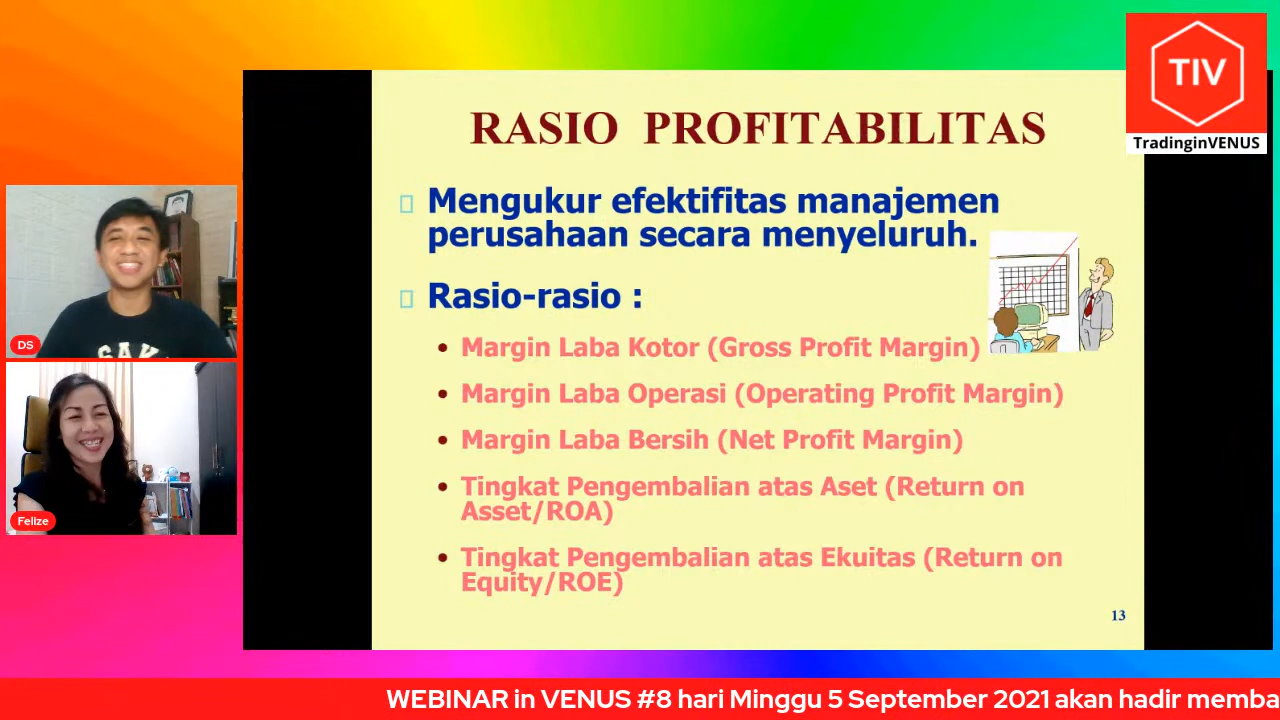 TIV
TradinginVENUS
RASIO PROFITABILITAS
Mengukur efektifitas manajemen
perusahaan secara menyeluruh.
Rasio-rasio :
Margin Laba Kotor (Gross Profit Margin)
Margin Laba Operasi (Operating Profit Margin)
Margin Laba Bersih (Net Profit Margin)
Tingkat Pengembalian atas Aset (Return on
Asset/ROA)
Tingkat Pengembalian atas Ekuitas (Return on
Equity/ROE)
13
DS
Felize
WEBINAR in VENUS #8 hari Minggu 5 September 2021 akan hadir memba